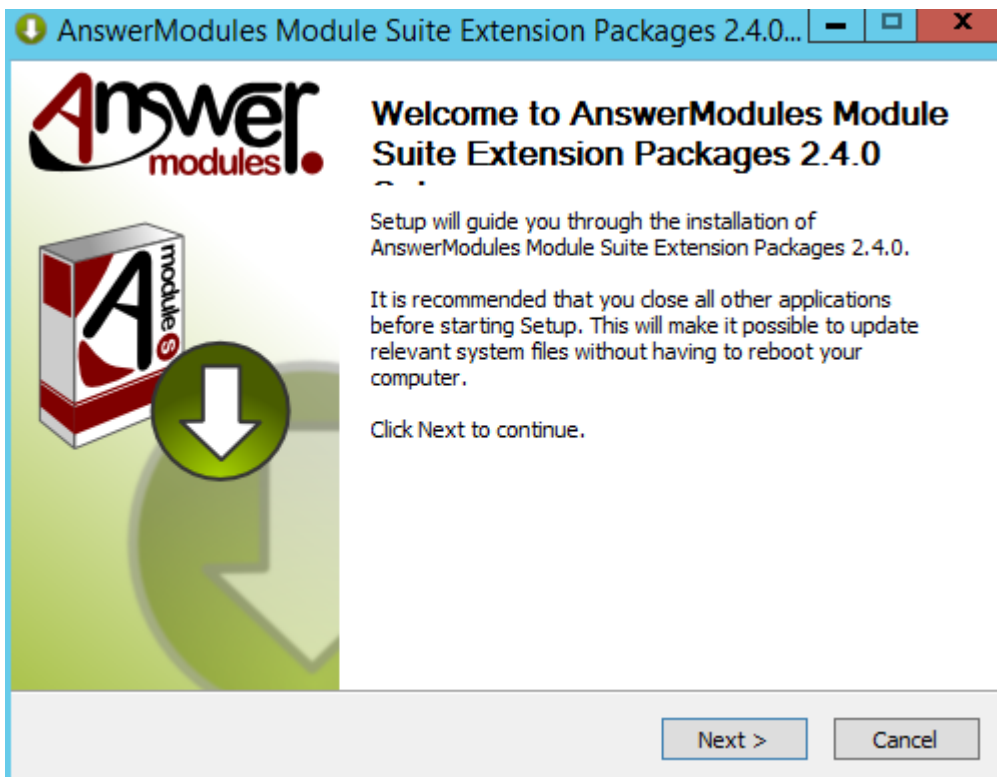 AnswerModules Module Suite Extension Packages 2.4.0...
Answer
modules
Welcome to AnswerModules Module
Suite Extension Packages 2.4.0
module s
A
Setup will guide you through the installation of
AnswerModules Module Suite Extension Packages 2.4.0.
It is recommended that you close all other applications
before starting Setup. This will make it possible to update
relevant system files without having to reboot your
computer.
Click Next to continue.
Next >
Cancel